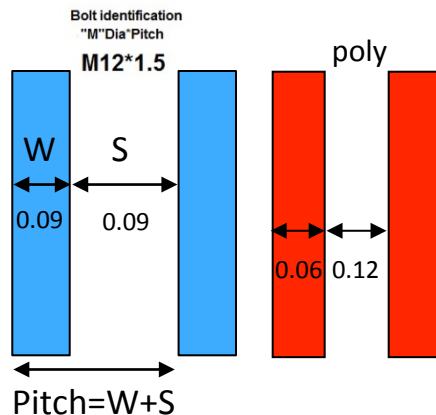 Bolt identification
"M"Dia*Pitch
M12*1.5
poly
W S
0.09 0.09
0.06 0.12
Pitch=W+S